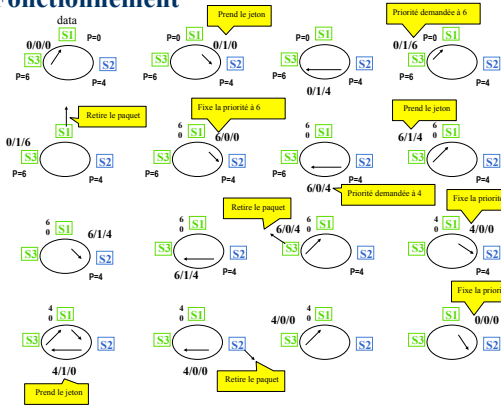 Fonctionnement
data
Prend le jeton
Priorité demandée à 6
S1 P=0
0/0/0
S3 S2
P=6 P=4
P=0 S1
0/1/0
S3 S2
P=6 P=4
P=0 S1
S3 S2
P=6 P=4
0/1/4
0/1/6 S1 P=0
S3 S2
P=6 P=4
Retire le paquet
Fixe la priorité à 6
Prend le jeton
0/1/6 S1
S3 S2
P=6 P=4
6
0 S1 6/0/0
S3 S2
P=6 P=4
6
0 S1
S3 S2
P=6 P=4
6/0/4
Priorité demandée à 4
6
0 S1
6/1/4
S3 S2
P=4
Retire le paquet
Fixe la priorité
6
0 S1 6/1/4
S3 S2
P=4
6
0 S1
S3 S2
6/1/4 P=4
6
0 S1
6/0/4
S3 S2
P=4
4
0 S1 4/0/0
S3 S2
P=4
Fixe la priorité
4
0 S1
S3 S2
4/1/0
Prend le jeton
4
0 S1
S3 S2
4/0/0
Retire le paquet
4
0 S1
4/0/0
S3 S2
S1 0/0/0
S3 S2